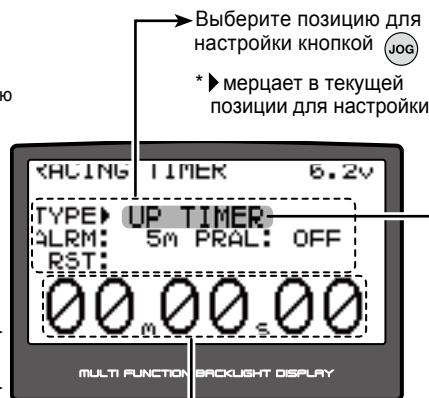 Выберите позицию для
настройки кнопкой JOG
* мерцает в текущей
позиции для настройки
ю
RACING TIMER 6.2v
TYPE UP TIMER
ALRM: 5m PRAL: OFF
RST:
00m00s00
MULTI FUNCTION BACKLIGHT DISPLAY